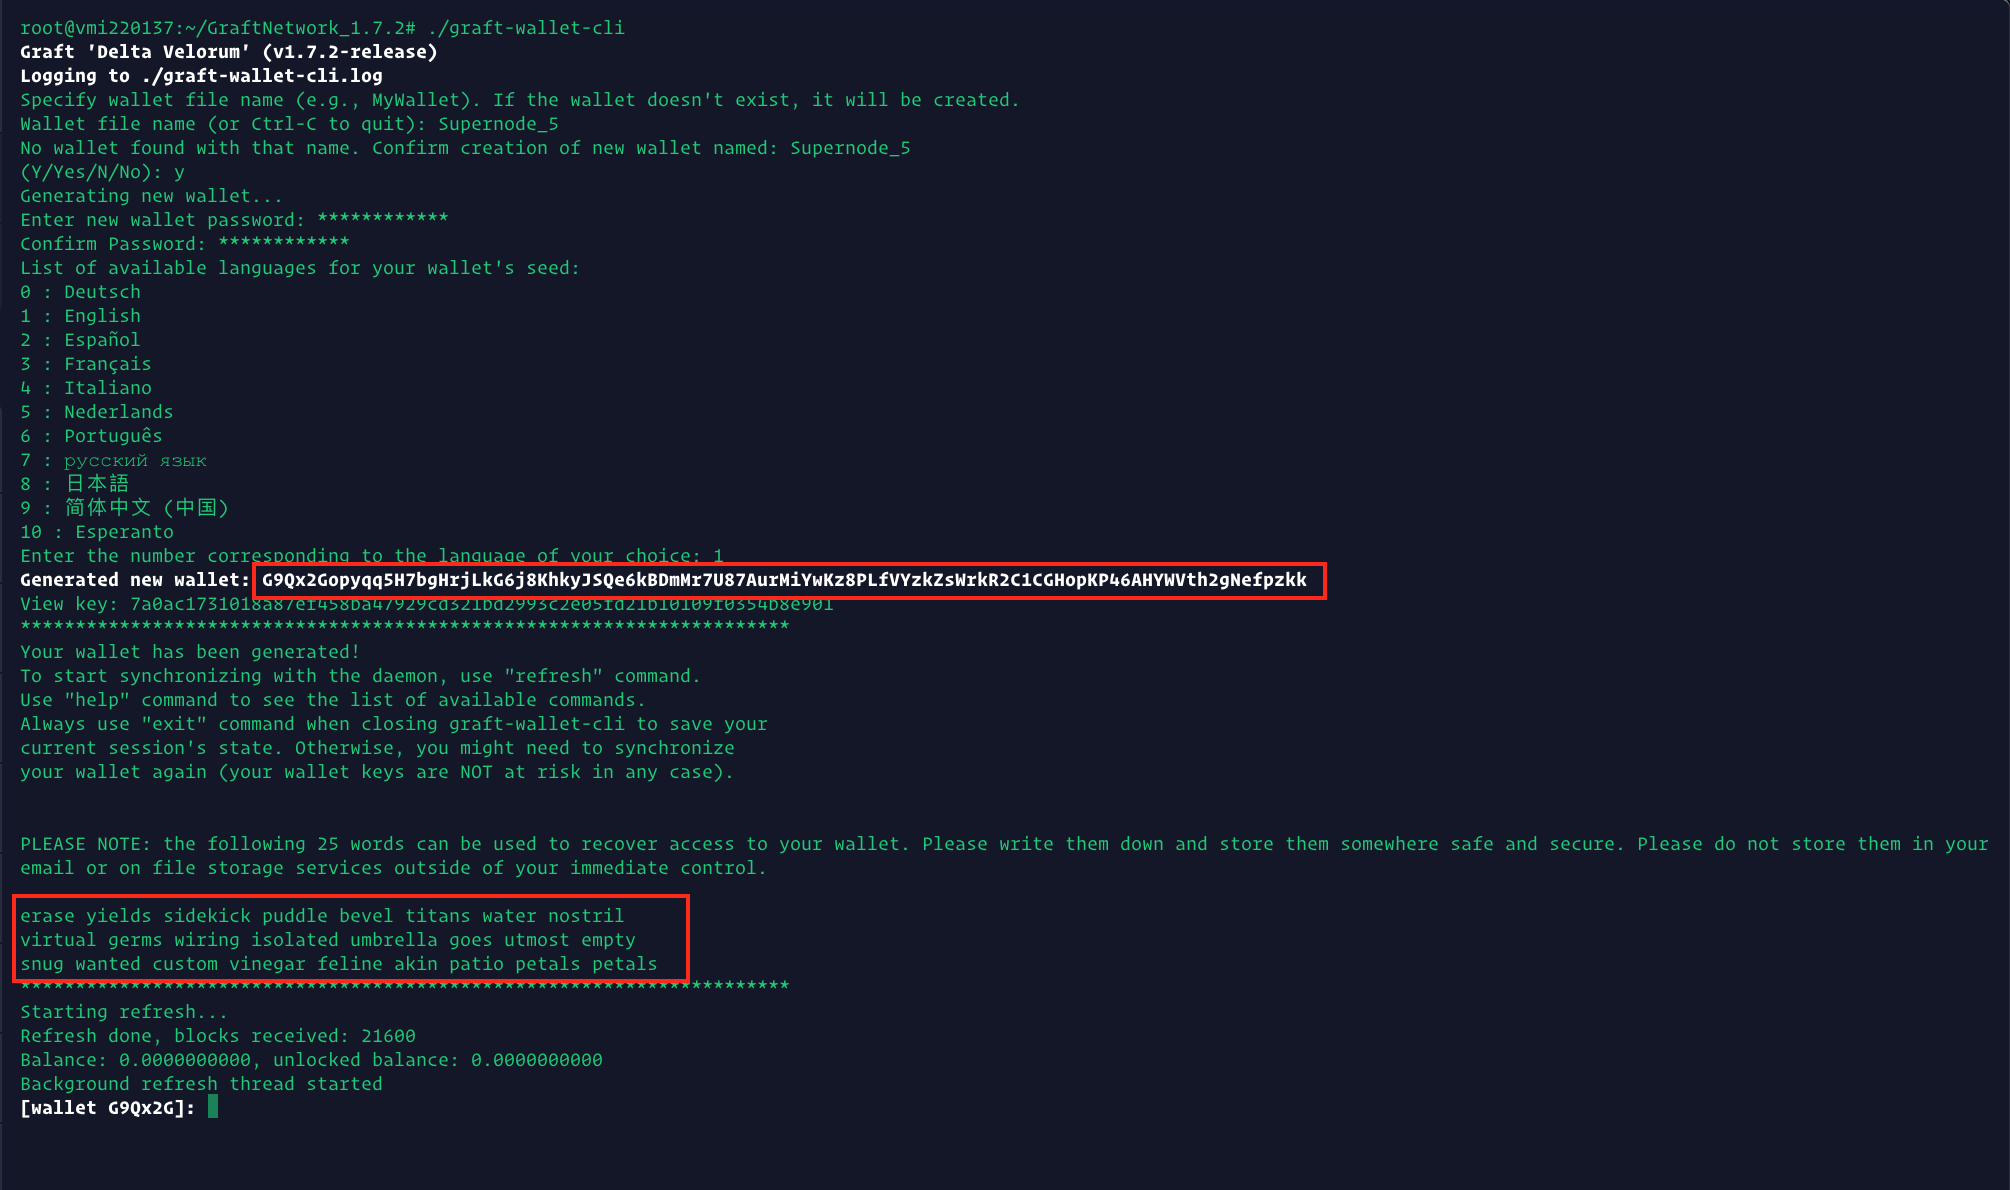 root@vmi220137:~/GraftNetwork_1.7.2# ./graft-wallet-cli
Graft 'Delta Velorum' (v1.7.2-release)
Logging to ./graft-wallet-cli.log
Specify wallet file name (e.g., MyWallet). If the wallet doesn't exist, it will be created.
Wallet file name (or Ctrl-C to quit): Supernode_5
No wallet found with that name. Confirm creation of new wallet named: Supernode_5
(Y/Yes/N/No): y
Generating new wallet...
Enter new wallet password: ************
Confirm Password: ************
List of available languages for your wallet's seed:
0 : Deutsch
1 : English
2 : Español
3 : Français
4 : Italiano
5 : Nederlands
6 : Português
7 : русский язык
8 : 日本語
9 : 简体中文 (中国)
10 : Esperanto
Enter the number corresponding to the language of your choice: 1
Generated new wallet: G9Qx2Gopyqq5H7bgHrjLkG6j8KhkyJSQe6kBDmMr7U87AurMiYwKz8PLfVYzkZsWrkR2C1CGHopKP46AHYWVth2gNefpzkk
View key: 7a0ac1731018a87ef458ba47929cd321bd2993c2e05fd21b10109f0354b8e901
**********************************************************************
Your wallet has been generated!
To start synchronizing with the daemon, use "refresh" command.
Use "help" command to see the list of available commands.
Always use "exit" command when closing graft-wallet-cli to save your
current session's state. Otherwise, you might need to synchronize
your wallet again (your wallet keys are NOT at risk in any case).
PLEASE NOTE: the following 25 words can be used to recover access to your wallet. Please write them down and store them somewhere safe and secure. Please do not store them in your
email or on file storage services outside of your immediate control.
erase yields sidekick puddle bevel titans water nostril
virtual germs wiring isolated umbrella goes utmost empty
snug wanted custom vinegar feline akin patio petals petals
**********************************************************************
Starting refresh...
Refresh done, blocks received: 21600
Balance: 0.0000000000, unlocked balance: 0.0000000000
Background refresh thread started
[wallet G9Qx2G]: